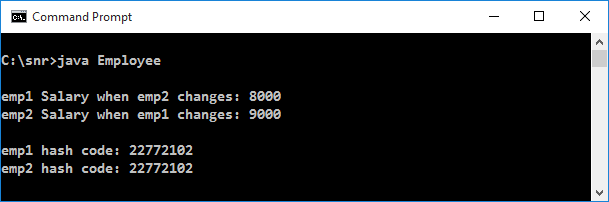 Command Prompt
C:\snr>java Employee
emp1 Salary when emp2 changes: 8000
emp2 Salary when emp1 changes: 9000
emp1 hash code: 22772102
emp2 hash code: 22772102